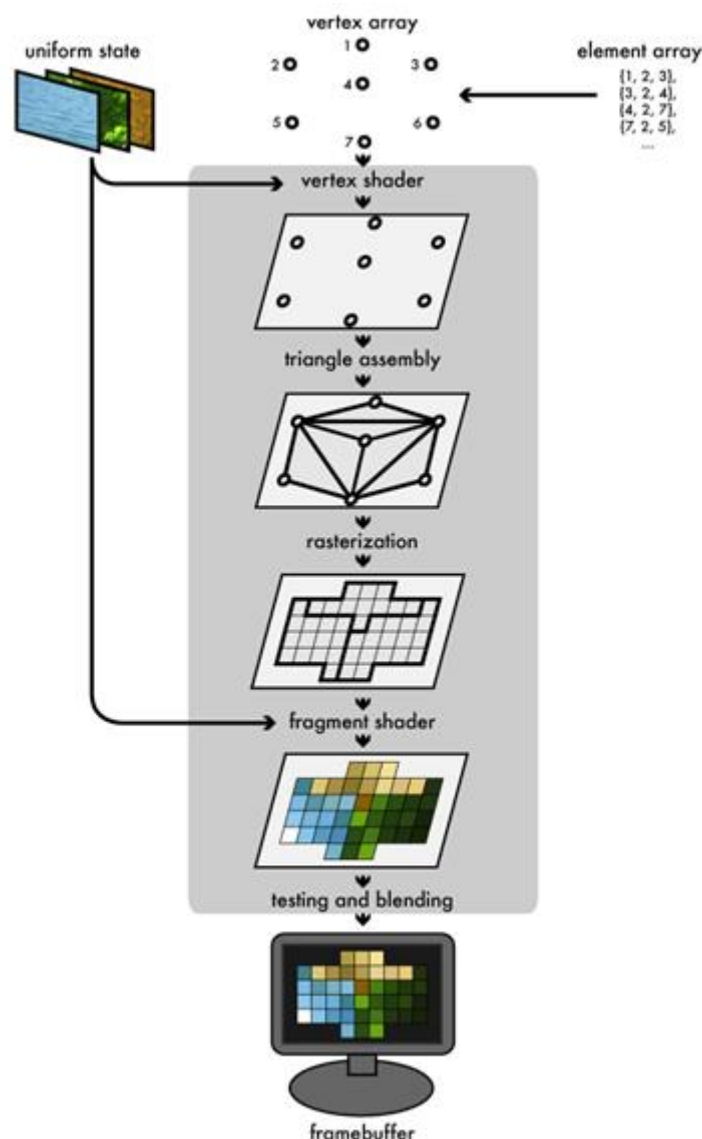 vertex array
uniform state
element array
1
2
3
4
5
6
7
{1, 2, 3},
{3, 2, 4},
{4, 2, 7},
{7, 2, 5},
...
vertex shader
triangle assembly
rasterization
fragment shader
testing and blending
framebuffer